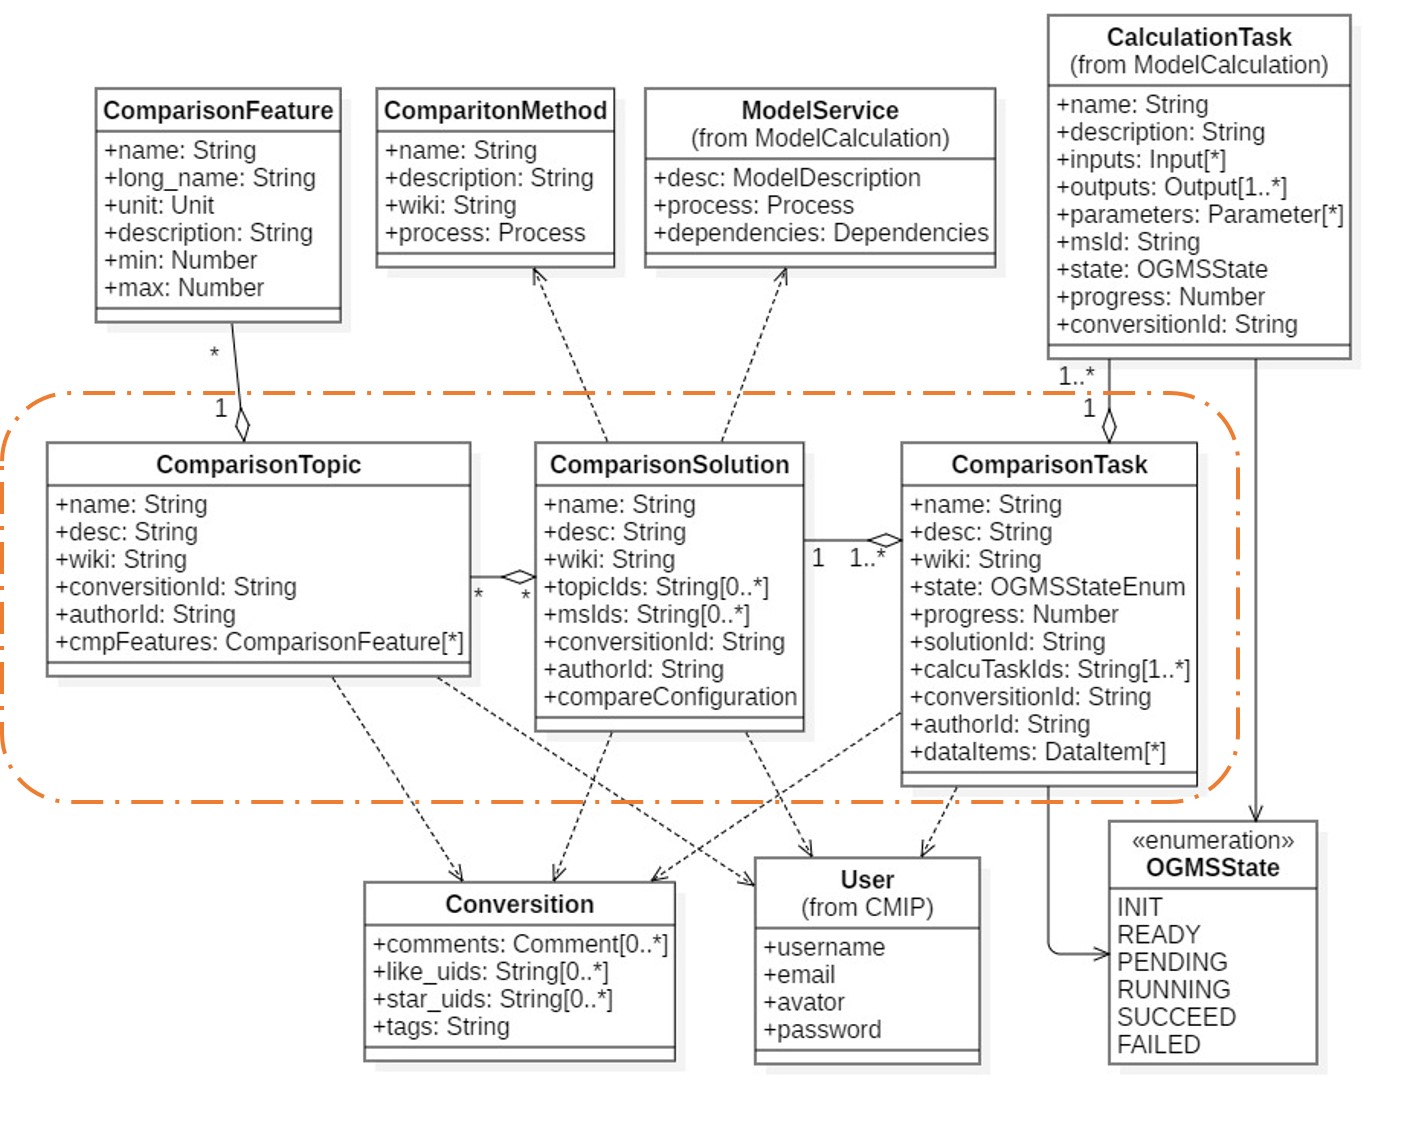 CalculationTask
(from ModelCalculation)
+name: String
+description: String
+inputs: Input[*]
+outputs: Output[1..*]
+parameters: Parameter[*]
+msId: String
+state: OGMSState
+progress: Number
+conversitionId: String
ComparisonFeature
+name: String
+long_name: String
+unit: Unit
+description: String
+min: Number
+max: Number
ComparitonMethod
+name: String
+description: String
+wiki: String
+process: Process
ModelService
(from ModelCalculation)
+desc: ModelDescription
+process: Process
+dependencies: Dependencies
*
1
1..*
1
ComparisonTopic
+name: String
+desc: String
+wiki: String
+conversitionId: String
+authorId: String
+cmpFeatures: ComparisonFeature[*]
*
*
ComparisonSolution
+name: String
+desc: String
+wiki: String
+topicIds: String[0..*]
+msIds: String[0..*]
+conversitionId: String
+authorId: String
+compareConfiguration
1
1..*
ComparisonTask
+name: String
+desc: String
+wiki: String
+state: OGMSStateEnum
+progress: Number
+solutionId: String
+calcuTaskIds: String[1..*]
+conversitionId: String
+authorId: String
+dataItems: DataItem[*]
Conversition
+comments: Comment[0..*]
+like_uids: String[0..*]
+star_uids: String[0..*]
+tags: String
User
(from CMIP)
+username
+email
+avator
+password
«enumeration»
OGMSState
INIT
READY
PENDING
RUNNING
SUCCEED
FAILED